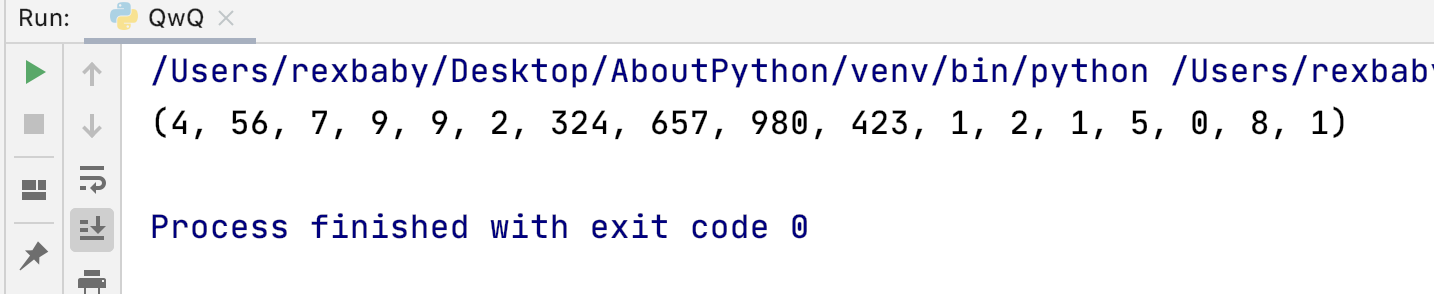 Run: QwQ
/Users/rexbaby/Desktop/AboutPython/venv/bin/python /Users/rexbaby
(4, 56, 7, 9, 9, 2, 324, 657, 980, 423, 1, 2, 1, 5, 0, 8, 1)
Process finished with exit code 0